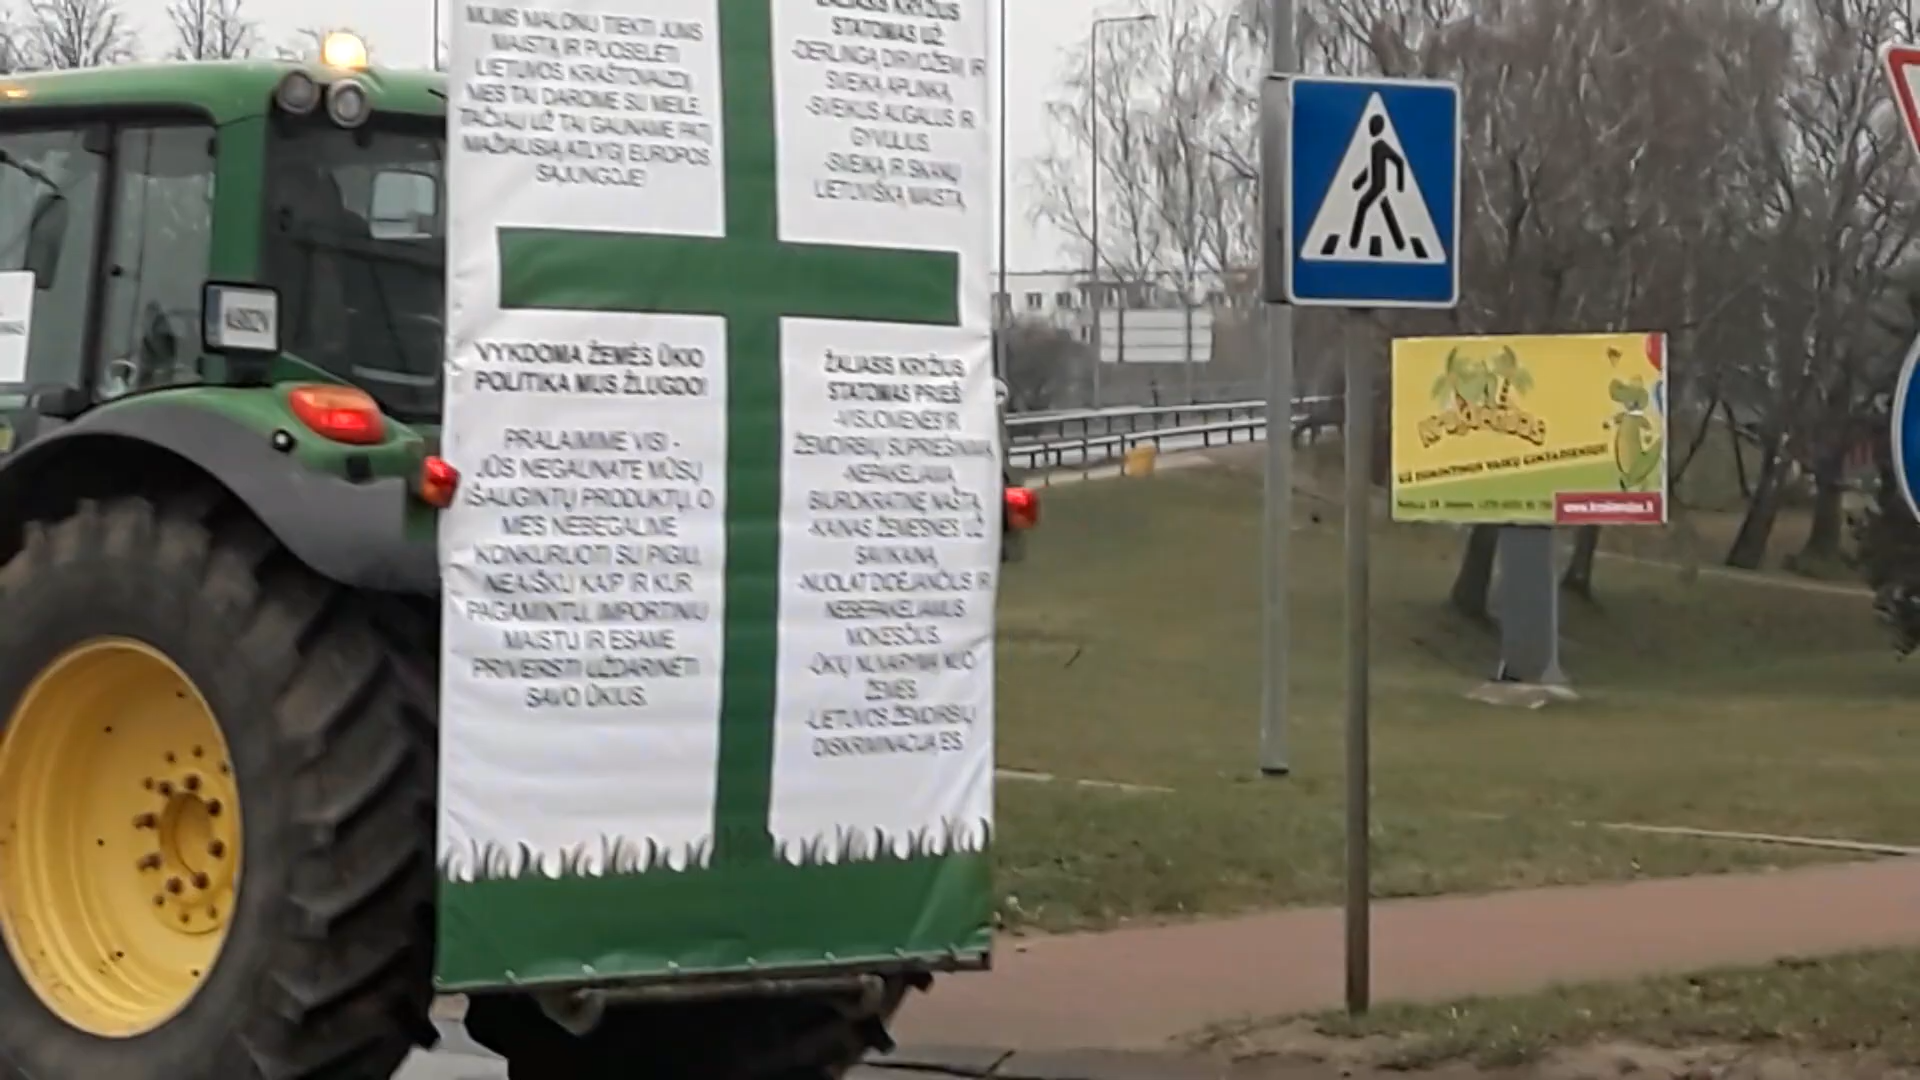 MUMS MALONU TIEKTI JUMS
MAISTĄ IR PUOSELĖTI
LIETUVOS KRAŠTOVAIZDĮ.
MES TAI DAROME SU MEILE,
TAČIAU UŽ TAI GAUNAME PATĮ
MAŽIAUSIĄ ATLYGĮ EUROPOS
SĄJUNGOJE!
ŽALIASIS KRYŽIUS
STATOMAS UŽ:
-DERLINGĄ DIRVOŽEMĮ IR
SVEIKĄ APLINKĄ.
-SVEIKUS AUGALUS IR
GYVULIUS.
-SVEIKĄ IR SKANŲ
LIETUVIŠKĄ MAISTĄ.
VYKDOMA ŽEMĖS ŪKIO
POLITIKA MUS ŽLUGDO!
PRALAIMIME VISI -
JŪS NEGAUNATE MŪSŲ
IŠAUGINTŲ PRODUKTŲ, O
MES NEBEGALIME
KONKURUOTI SU PIGIU,
NEAIŠKU KAIP IR KUR
PAGAMINTU, IMPORTINIU
MAISTU IR ESAME
PRIVERSTI UŽDARINĖTI
SAVO ŪKIUS.
ŽALIASIS KRYŽIUS
STATOMAS PRIEŠ:
-VISUOMENĖS IR
ŽEMDIRBIŲ SUPRIEŠINIMĄ.
-NEPAKELIAMĄ
BIUROKRATINĘ NAŠTĄ.
-KAINAS ŽEMESNES UŽ
SAVIKAINĄ.
-NUOLAT DIDĖJANČIUS IR
NEBEPAKELIAMUS
MOKESČIUS.
-ŪKIŲ NUVARYMĄ NUO
ŽEMĖS.
-LIETUVOS ŽEMDIRBIŲ
DISKRIMINACIJĄ ES.